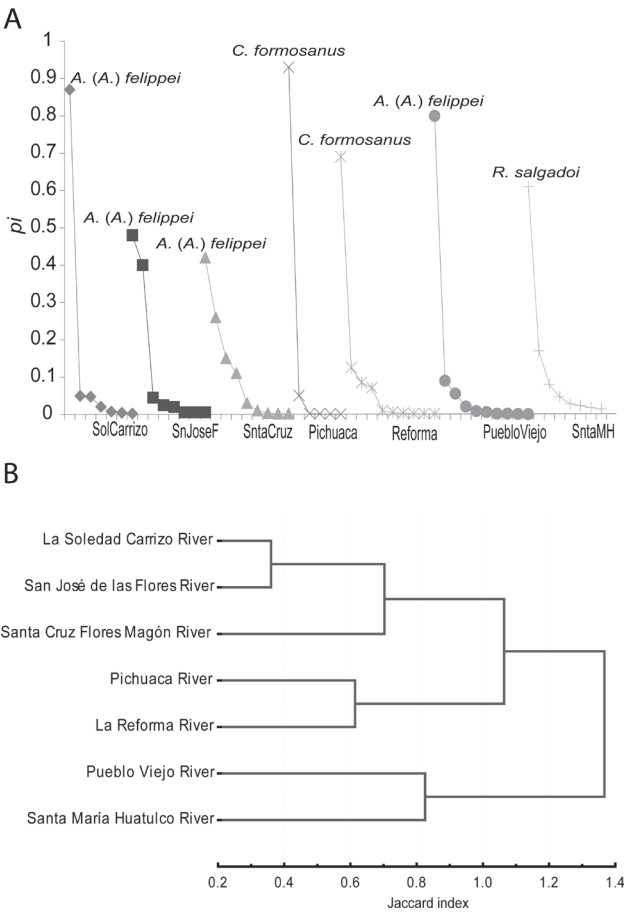 A
1
0.9
0.8
0.7
0.6
0.5
0.4
0.3
0.2
0.1
0
pi
A. (A.) felippei
A. (A.) felippei
A. (A.) felippei
C. formosanus
C. formosanus
A. (A.) felippei
R. salgadoi
SolCarrizo SnJoseF SntaCruz Pichuaca Reforma PuebloViejo SntaMH
B
La Soledad Carrizo River
San José de las Flores River
Santa Cruz Flores Magón River
Pichuaca River
La Reforma River
Pueblo Viejo River
Santa María Huatulco River
0.2 0.4 0.6 0.8 1.0 1.2 1.4
Jaccard index